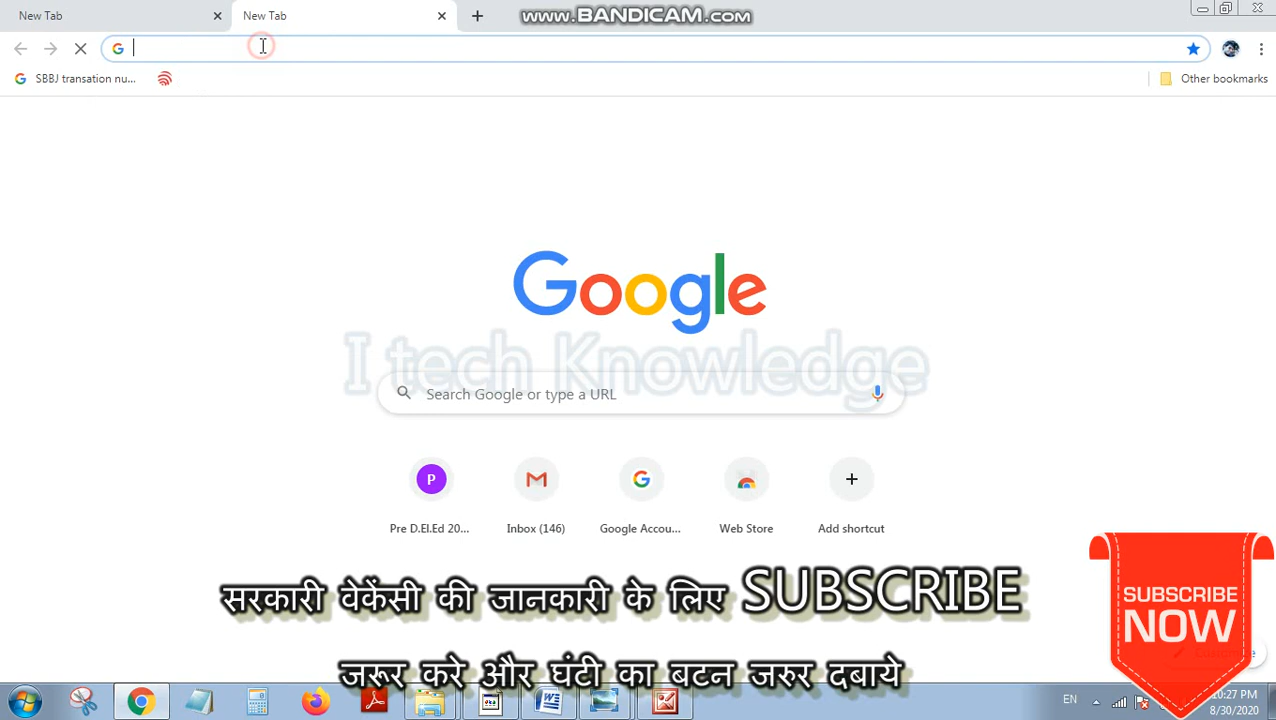 New Tab
New Tab
www.BANDICAM.com
SBBJ transation nu...
Other bookmarks
Google
I tech Knowledge
Search Google or type a URL
P
Pre D.El.Ed 20...
Inbox (146)
Google Accou...
Web Store
Add shortcut
सरकारी वेकेंसी की जानकारी के लिए SUBSCRIBE
जरूर करे और घंटी का बटन जरुर दबाये
SUBSCRIBE
NOW
EN
10:27 PM
8/30/2020